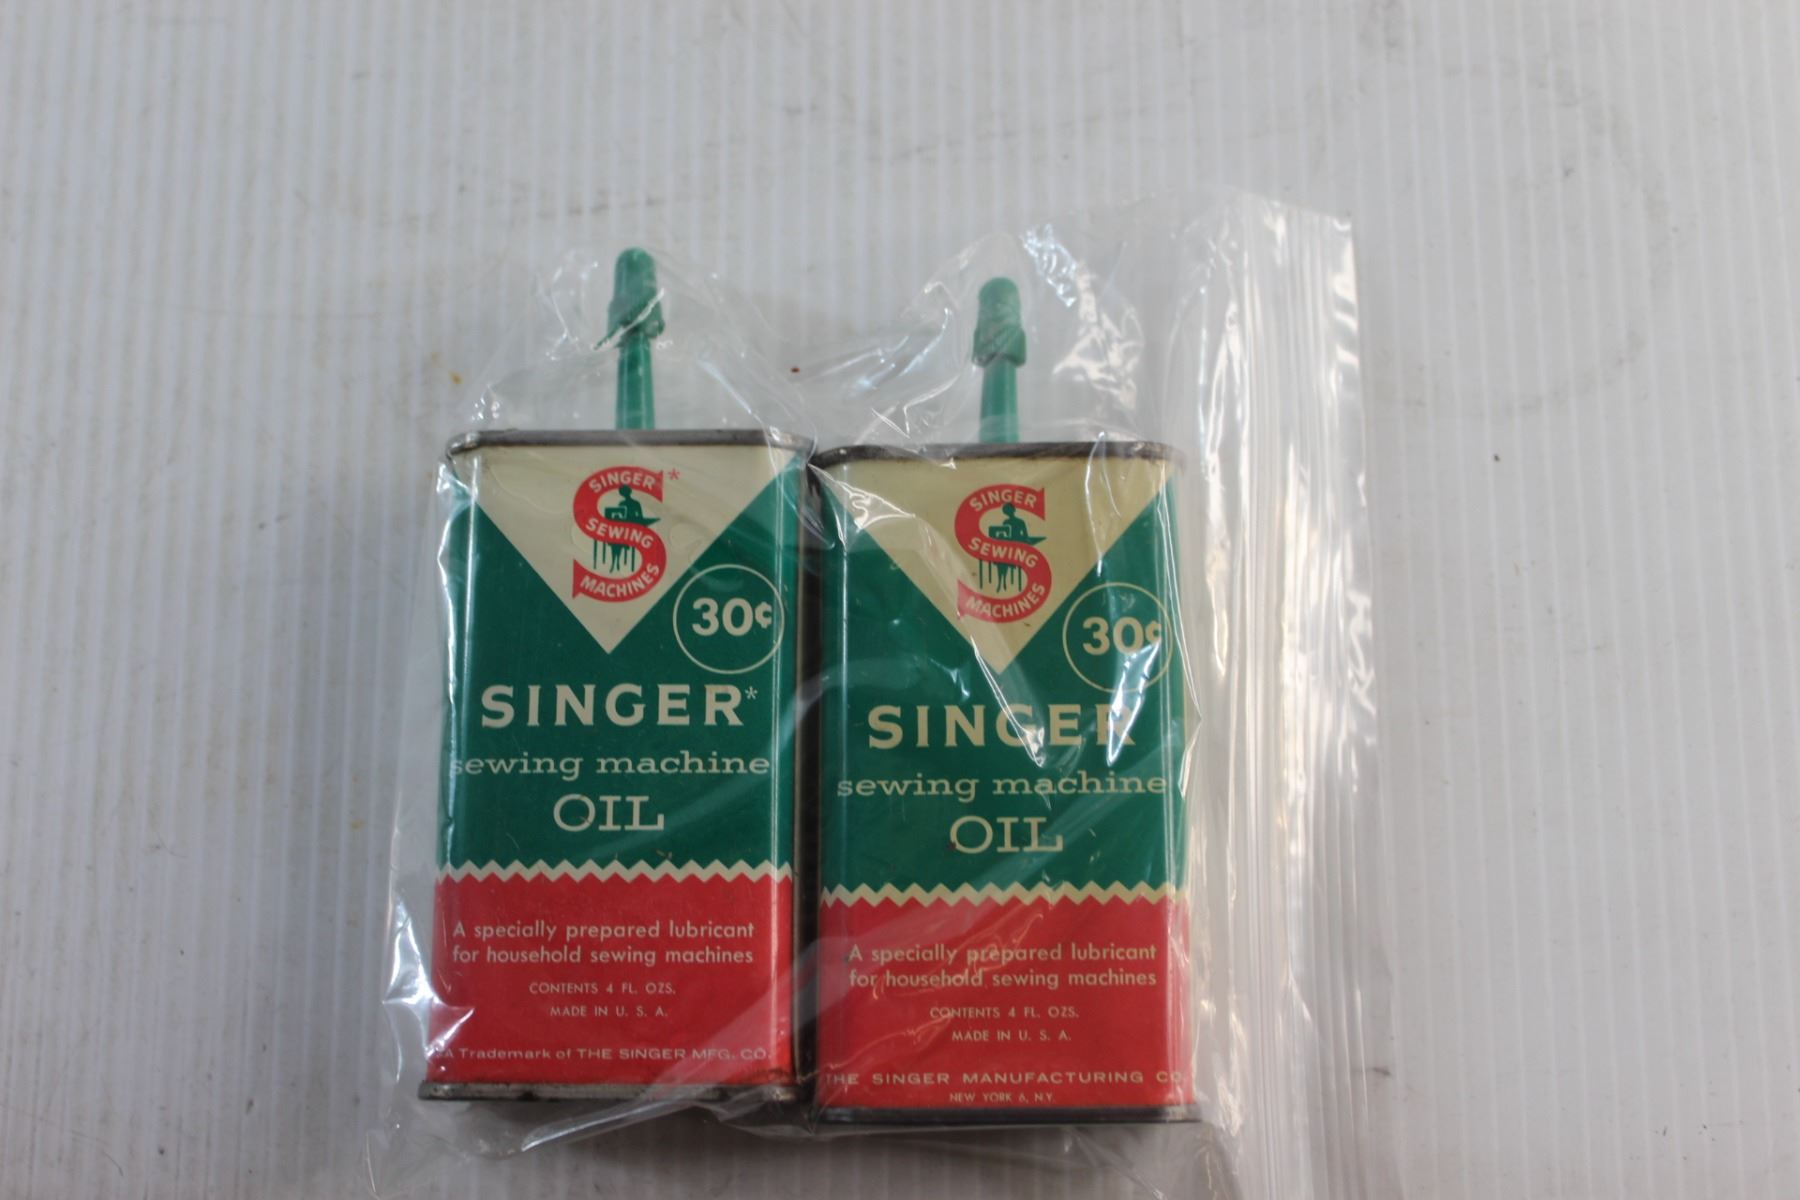 SINGER*
SEWING
MACHINES
30¢
SINGER*
sewing machine
OIL
A specially prepared lubricant
for household sewing machines
CONTENTS 4 FL. OZS.
MADE IN U. S. A.
A Trademark of THE SINGER MFG. CO.
SINGER
SEWING
MACHINES
30¢
SINGER
sewing machine
OIL
A specially prepared lubricant
for household sewing machines
CONTENTS 4 FL. OZS.
MADE IN U. S. A.
THE SINGER MANUFACTURING CO
NEW YORK 6, N.Y.